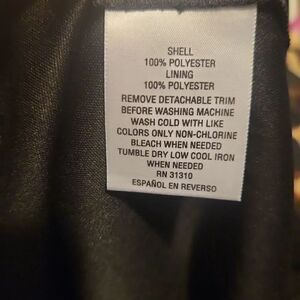 SHELL
100% POLYESTER
LINING
100% POLYESTER
REMOVE DETACHABLE TRIM
BEFORE WASHING MACHINE
WASH COLD WITH LIKE
COLORS ONLY NON-CHLORINE
BLEACH WHEN NEEDED
TUMBLE DRY LOW COOL IRON
WHEN NEEDED
RN 31310
ESPAÑOL EN REVERSO